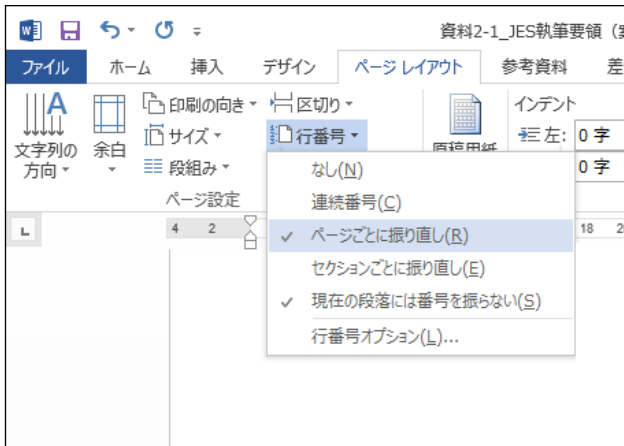 資料2-1_JES執筆要領
ファイル ホーム 挿入 デザイン ページ レイアウト 参考資料 差
文字列の方向
余白
印刷の向き
サイズ
段組み
区切り
行番号
原稿用紙
インデント
左: 0 字
0 字
ページ設定
なし(N)
連続番号(C)
ページごとに振り直し(R)
セクションごとに振り直し(E)
現在の段落には番号を振らない(S)
行番号オプション(L)...
4 2 18